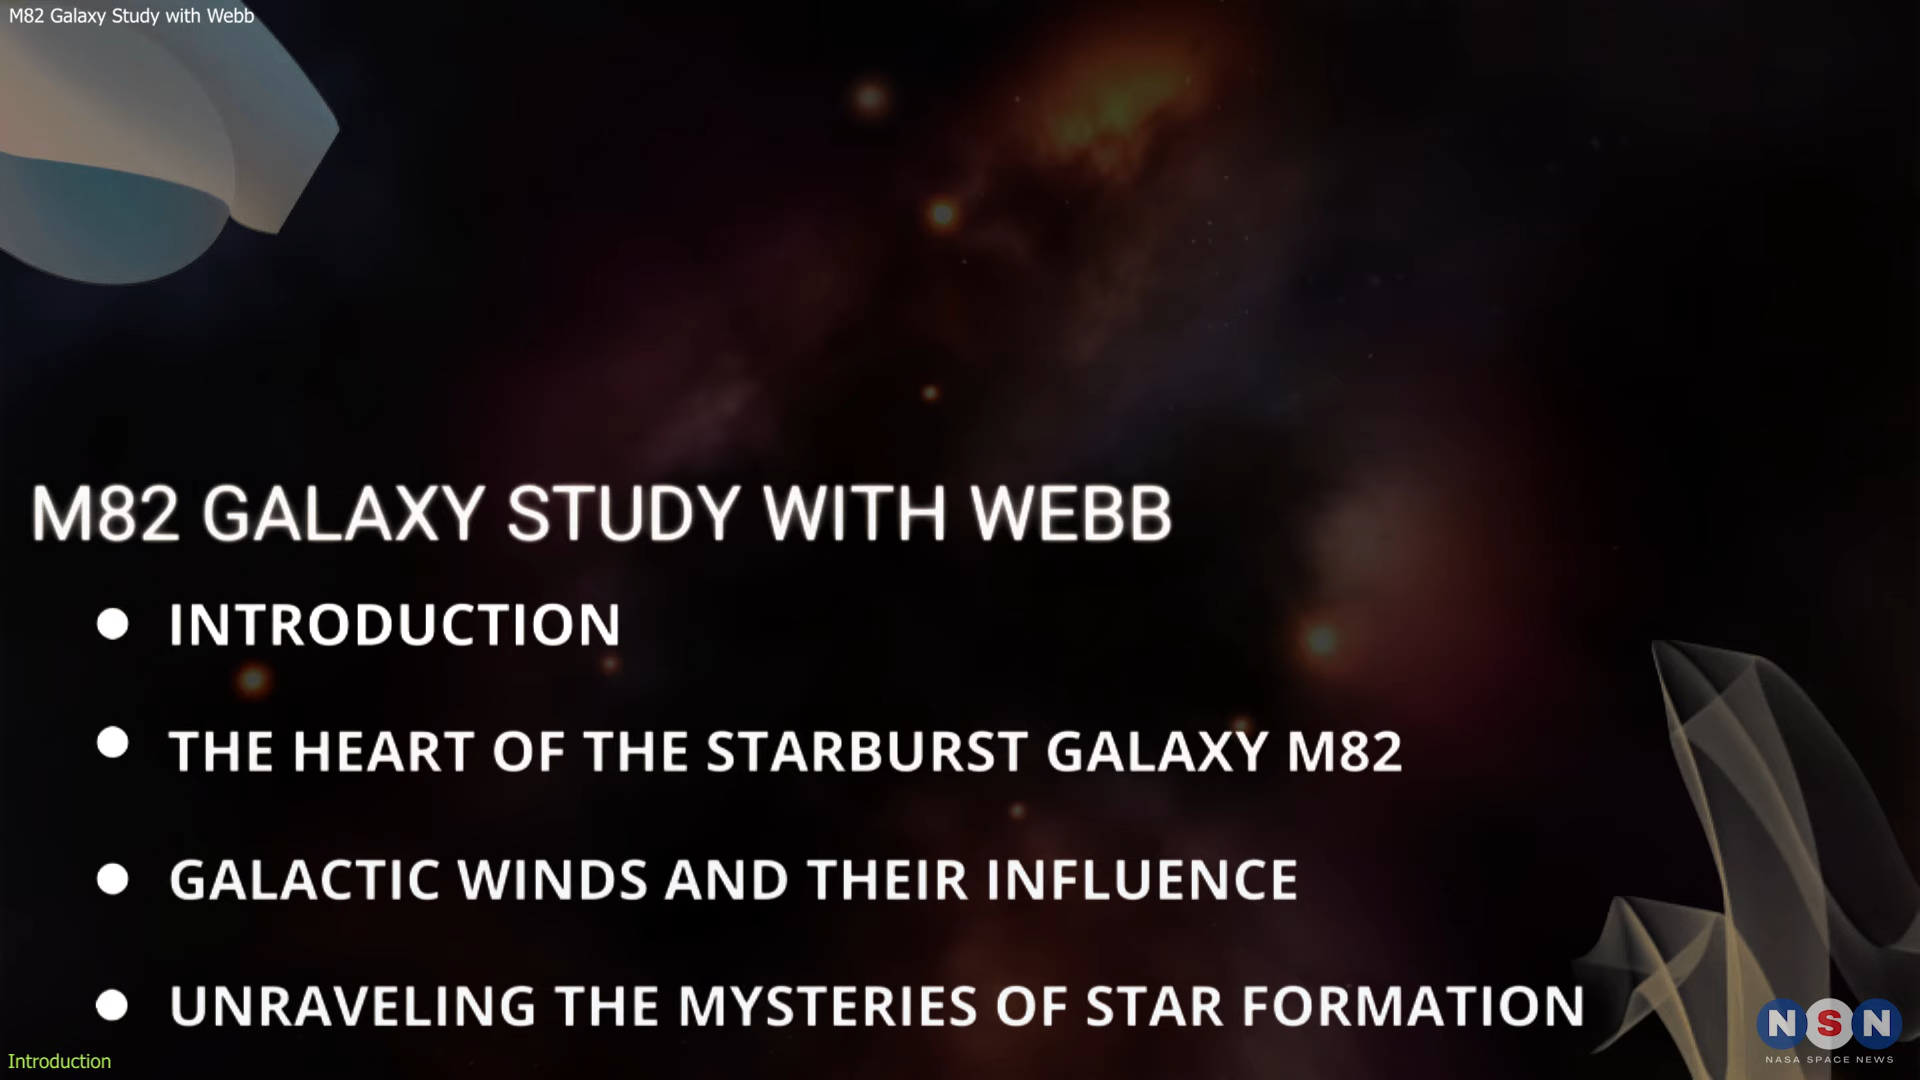 M82 Galaxy Study with Webb
M82 GALAXY STUDY WITH WEBB
INTRODUCTION
THE HEART OF THE STARBURST GALAXY M82
GALACTIC WINDS AND THEIR INFLUENCE
UNRAVELING THE MYSTERIES OF STAR FORMATION
NSN
NASA SPACE NEWS
Introduction